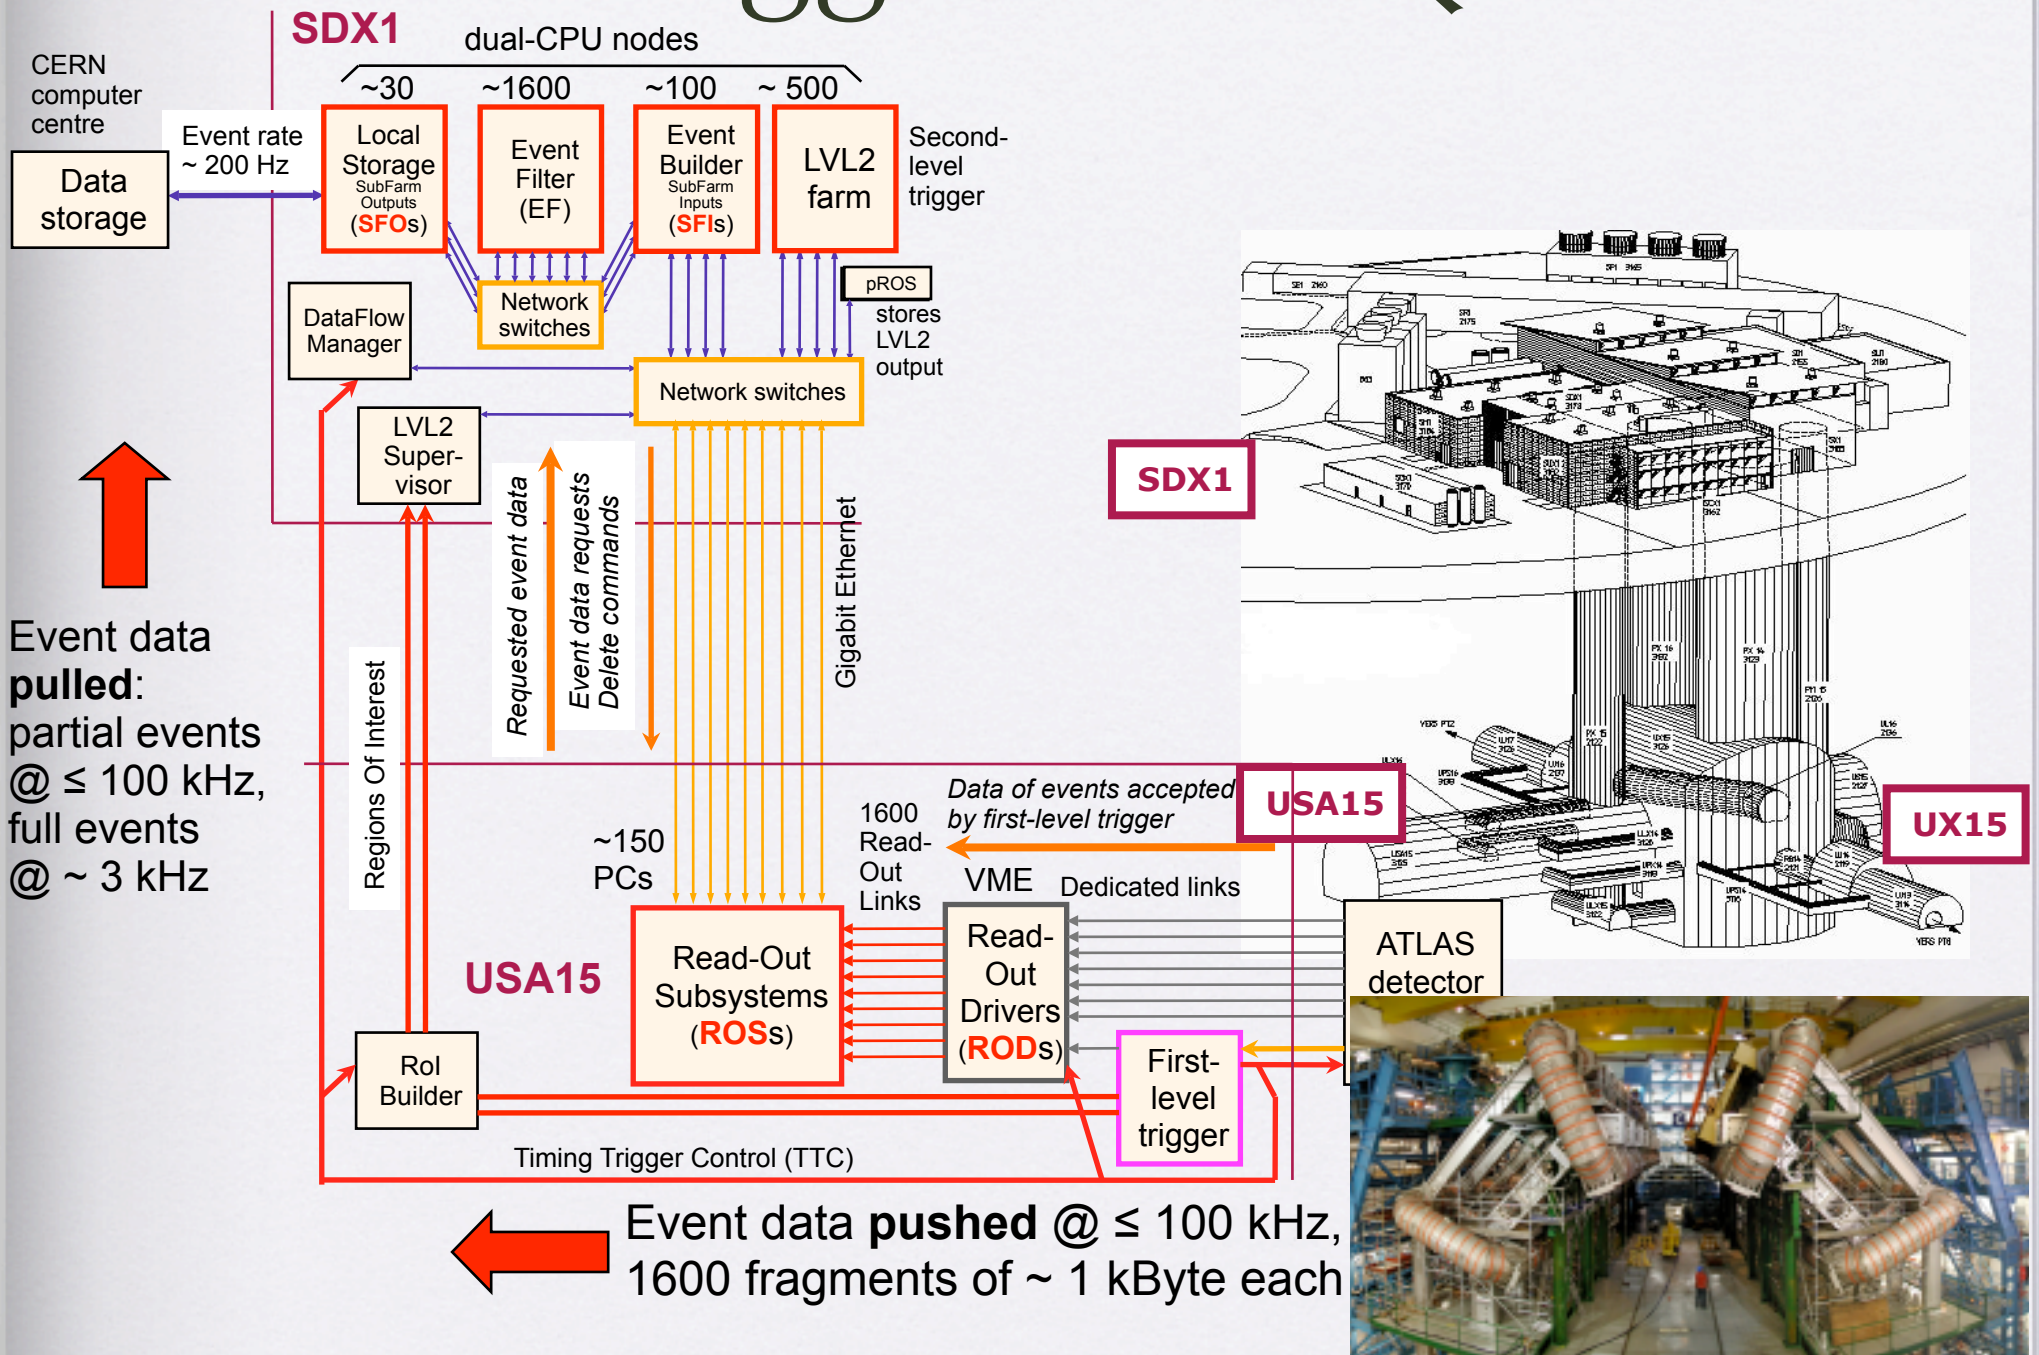 SDX1
dual-CPU nodes
CERN
computer
centre
~30
~1600
~100
~ 500
Data
storage
Event rate
~ 200 Hz
Local
Storage
SubFarm
Outputs
(SFOs)
Event
Filter
(EF)
Event
Builder
SubFarm
Inputs
(SFIs)
LVL2
farm
Second-
level
trigger
pROS
stores
LVL2
output
Network
switches
DataFlow
Manager
Network switches
LVL2
Super-
visor
Requested event data
Event data requests
Delete commands
Gigabit Ethernet
Regions Of Interest
Event data
pulled:
partial events
@ ≤ 100 kHz,
full events
@ ~ 3 kHz
SDX1
USA15
UX15
Data of events accepted
by first-level trigger
~150
PCs
1600
Read-
Out
Links
VME
Dedicated links
USA15
Read-Out
Subsystems
(ROSs)
Read-
Out
Drivers
(RODs)
ATLAS
detector
First-
level
trigger
RoI
Builder
Timing Trigger Control (TTC)
Event data pushed @ ≤ 100 kHz,
1600 fragments of ~ 1 kByte each